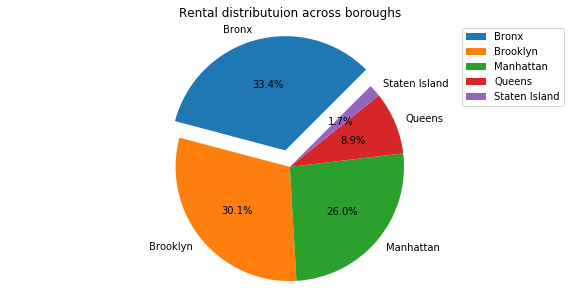 Rental distributuion across boroughs
Bronx
33.4%
Staten Island
1.7%
Queens
8.9%
30.1%
26.0%
Brooklyn
Manhattan
Bronx
Brooklyn
Manhattan
Queens
Staten Island